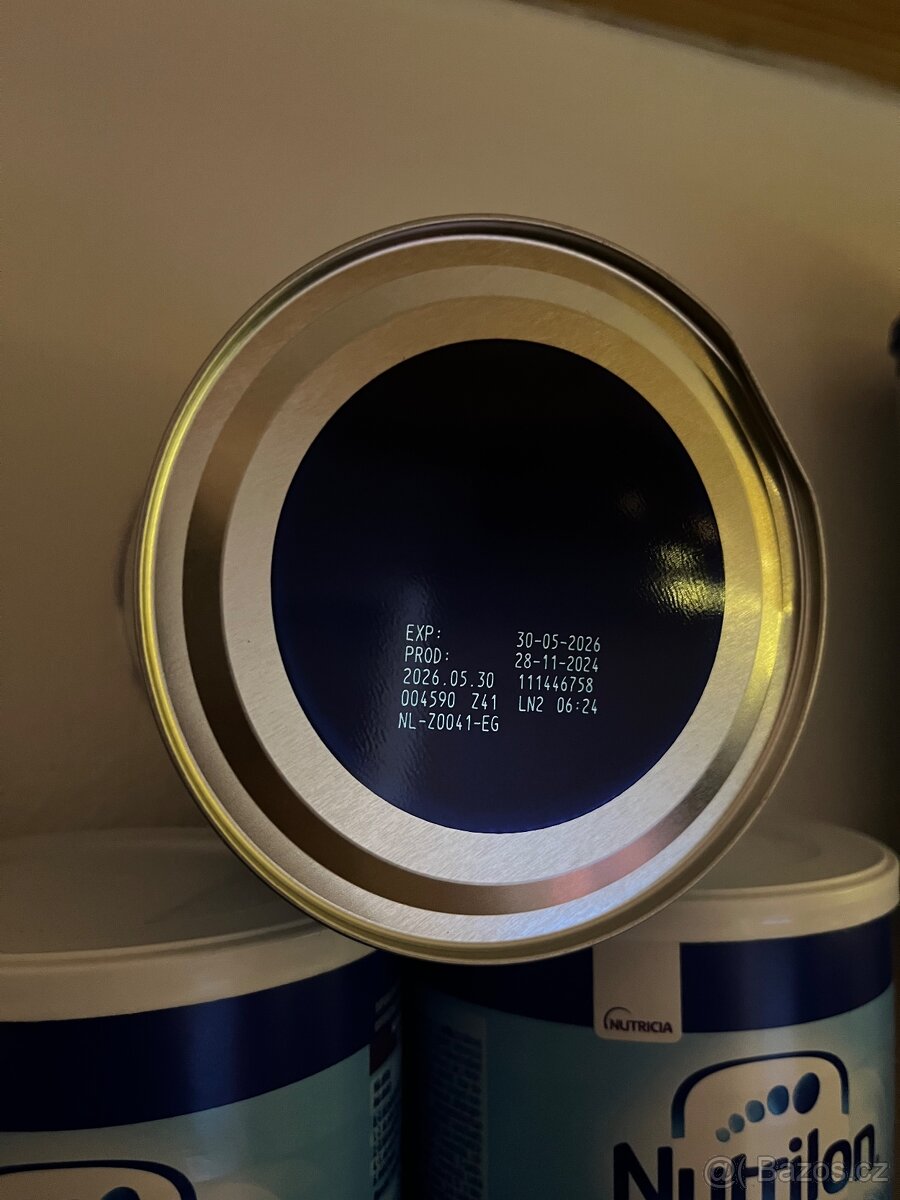 EXP: 30-05-2026
PROD: 28-11-2024
2026.05.30 111446758
004590 Z41 LN2 06:24
NL-Z0041-EG
NUTRICIA
Nutrilon
@ Bazos.cz